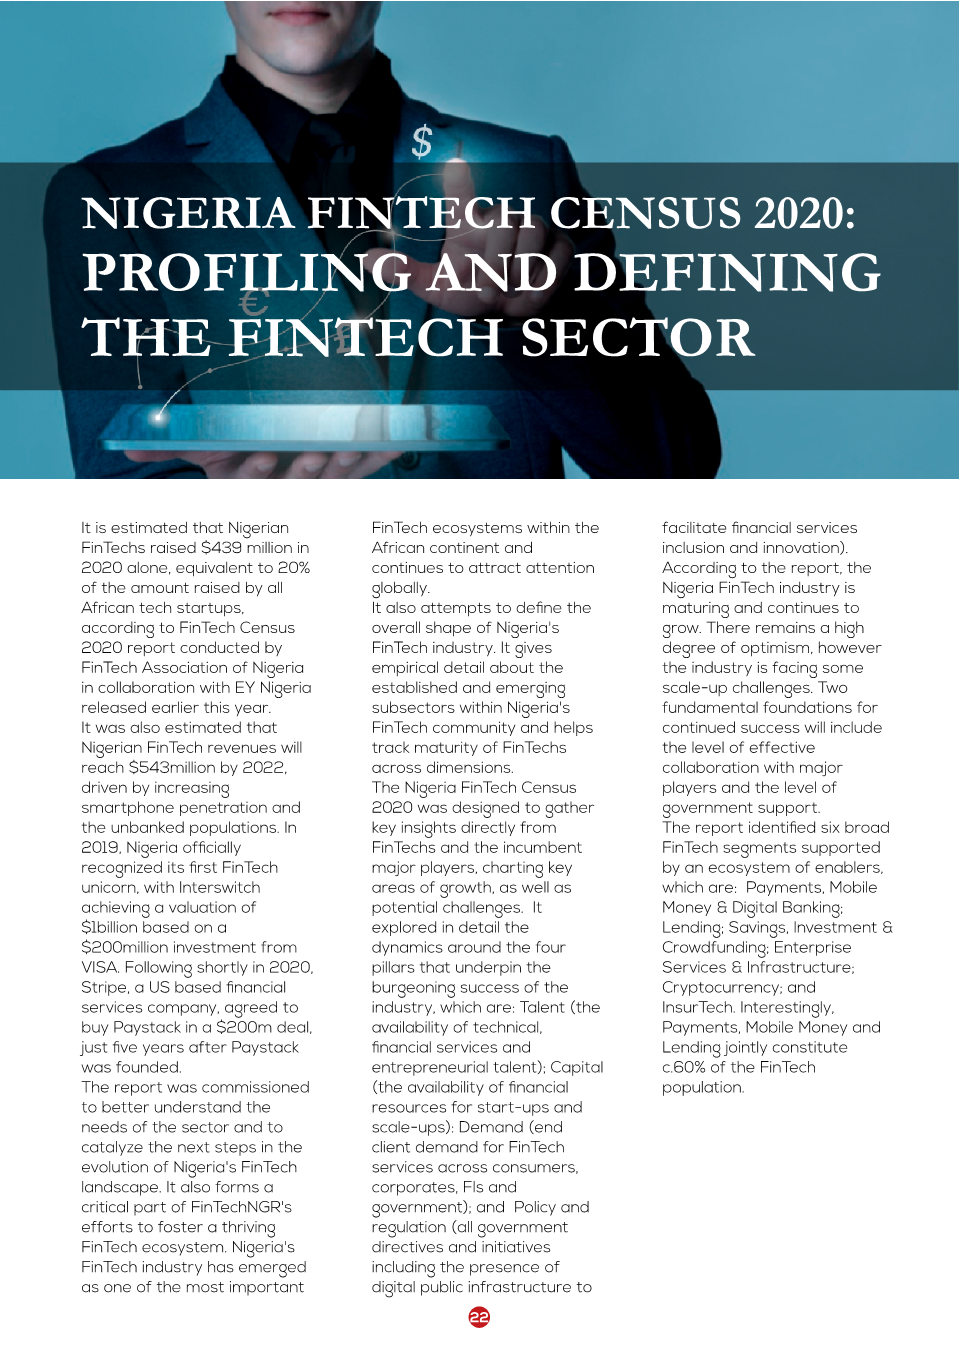 $
NIGERIA FINTECH CENSUS 2020:
PROFILING AND DEFINING
THE FINTECH SECTOR
€
£
It is estimated that Nigerian
FinTechs raised $439 million in
2020 alone, equivalent to 20%
of the amount raised by all
African tech startups,
according to FinTech Census
2020 report conducted by
FinTech Association of Nigeria
in collaboration with EY Nigeria
released earlier this year.
It was also estimated that
Nigerian FinTech revenues will
reach $543million by 2022,
driven by increasing
smartphone penetration and
the unbanked populations. In
2019, Nigeria officially
recognized its first FinTech
unicorn, with Interswitch
achieving a valuation of
$1billion based on a
$200million investment from
VISA. Following shortly in 2020,
Stripe, a US based financial
services company, agreed to
buy Paystack in a $200m deal,
just five years after Paystack
was founded.
The report was commissioned
to better understand the
needs of the sector and to
catalyze the next steps in the
evolution of Nigeria's FinTech
landscape. It also forms a
critical part of FinTechNGR's
efforts to foster a thriving
FinTech ecosystem. Nigeria's
FinTech industry has emerged
as one of the most important
FinTech ecosystems within the
African continent and
continues to attract attention
globally.
It also attempts to define the
overall shape of Nigeria's
FinTech industry. It gives
empirical detail about the
established and emerging
subsectors within Nigeria's
FinTech community and helps
track maturity of FinTechs
across dimensions.
The Nigeria FinTech Census
2020 was designed to gather
key insights directly from
FinTechs and the incumbent
major players, charting key
areas of growth, as well as
potential challenges.  It
explored in detail the
dynamics around the four
pillars that underpin the
burgeoning success of the
industry, which are: Talent (the
availability of technical,
financial services and
entrepreneurial talent); Capital
(the availability of financial
resources for start-ups and
scale-ups); Demand (end
client demand for FinTech
services across consumers,
corporates, FIs and
government); and  Policy and
regulation (all government
directives and initiatives
including the presence of
digital public infrastructure to
facilitate financial services
inclusion and innovation).
According to the report, the
Nigeria FinTech industry is
maturing and continues to
grow. There remains a high
degree of optimism, however
the industry is facing some
scale-up challenges. Two
fundamental foundations for
continued success will include
the level of effective
collaboration with major
players and the level of
government support.
The report identified six broad
FinTech segments supported
by an ecosystem of enablers,
which are:  Payments, Mobile
Money & Digital Banking;
Lending; Savings, Investment &
Crowdfunding; Enterprise
Services & Infrastructure;
Cryptocurrency; and
InsurTech. Interestingly,
Payments, Mobile Money and
Lending jointly constitute
c.60% of the FinTech
population.
22